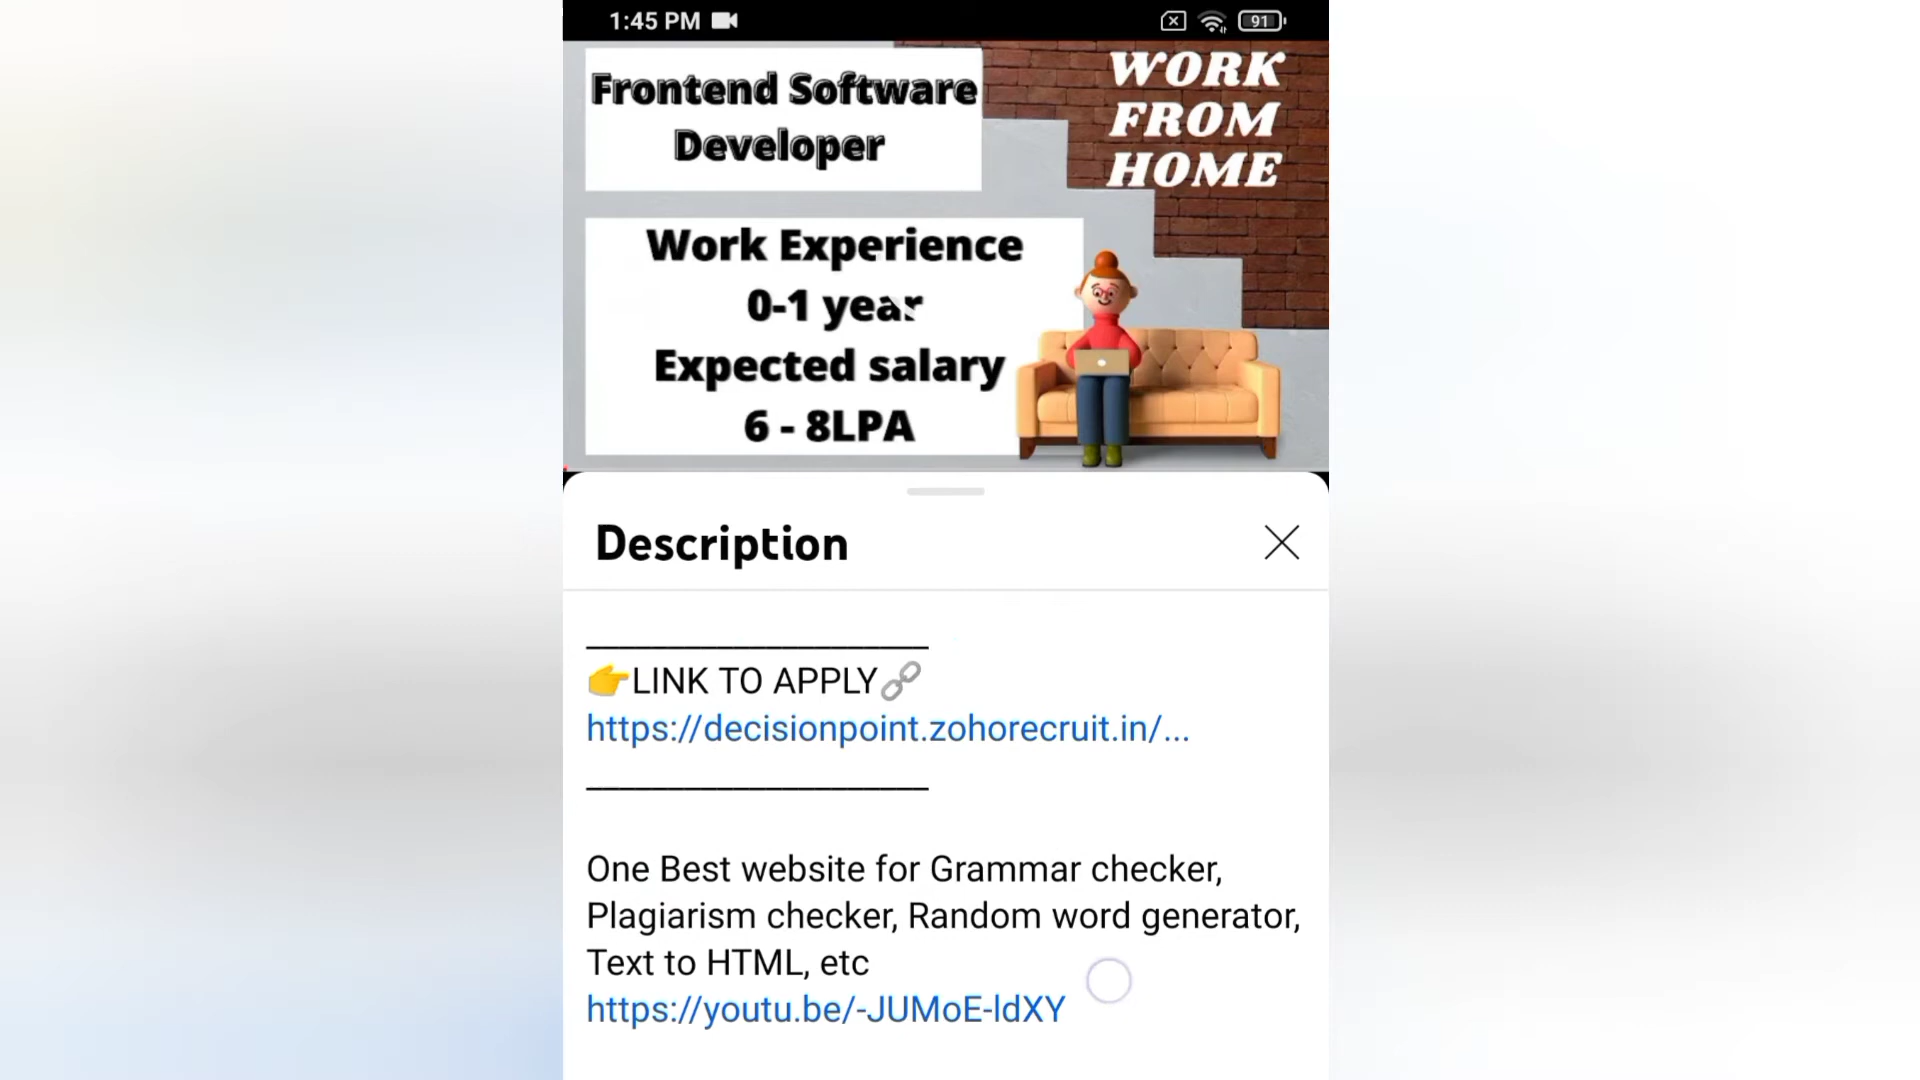 1:45 PM
91
Frontend Software
Developer
WORK
FROM
HOME
Work Experience
0-1 year
Expected salary
6 - 8LPA
Description
____________________
👉LINK TO APPLY🔗
https://decisionpoint.zohorecruit.in/...
____________________
One Best website for Grammar checker,
Plagiarism checker, Random word generator,
Text to HTML, etc
https://youtu.be/-JUMoE-ldXY